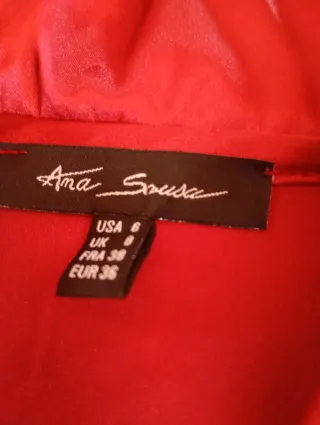 Ana Sousa
USA 6
UK 8
FRA 38
EUR 36